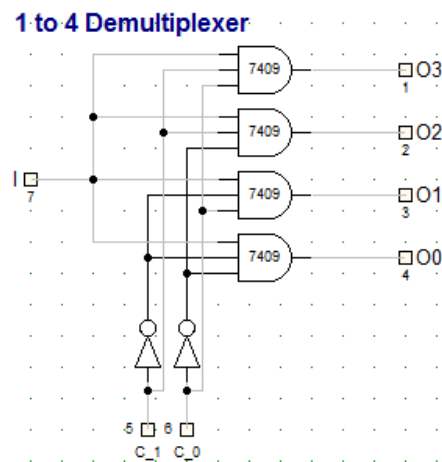 1 to 4 Demultiplexer
7409
O3
1
7409
O2
2
I
7
7409
O1
3
7409
O0
4
5
6
C_1
C_0